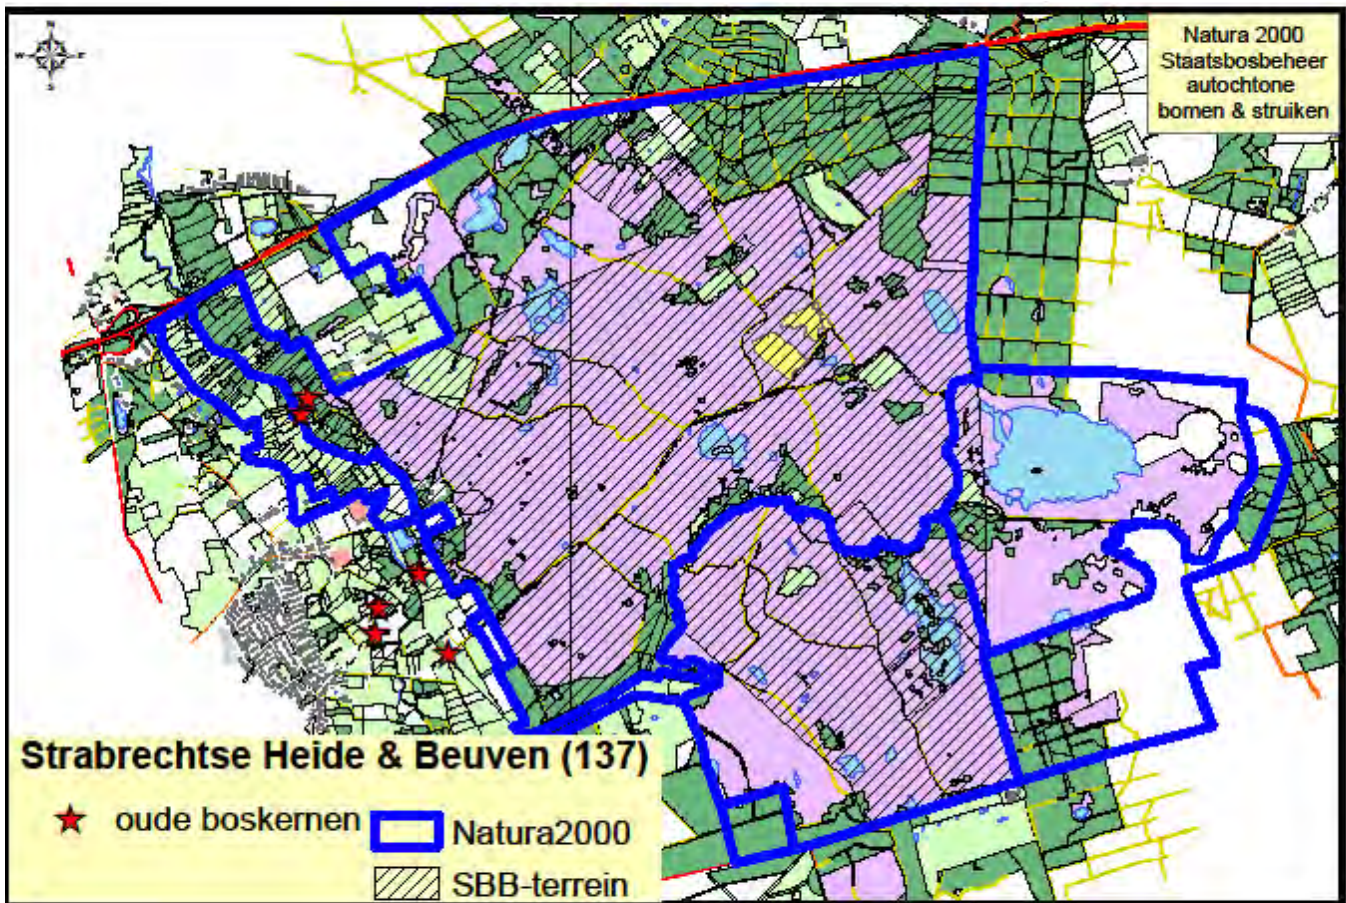 Natura 2000
Staatsbosbeheer
autochtone
bomen & struiken
Strabrechtse Heide & Beuven (137)
oude boskernen
Natura2000
SBB-terrein